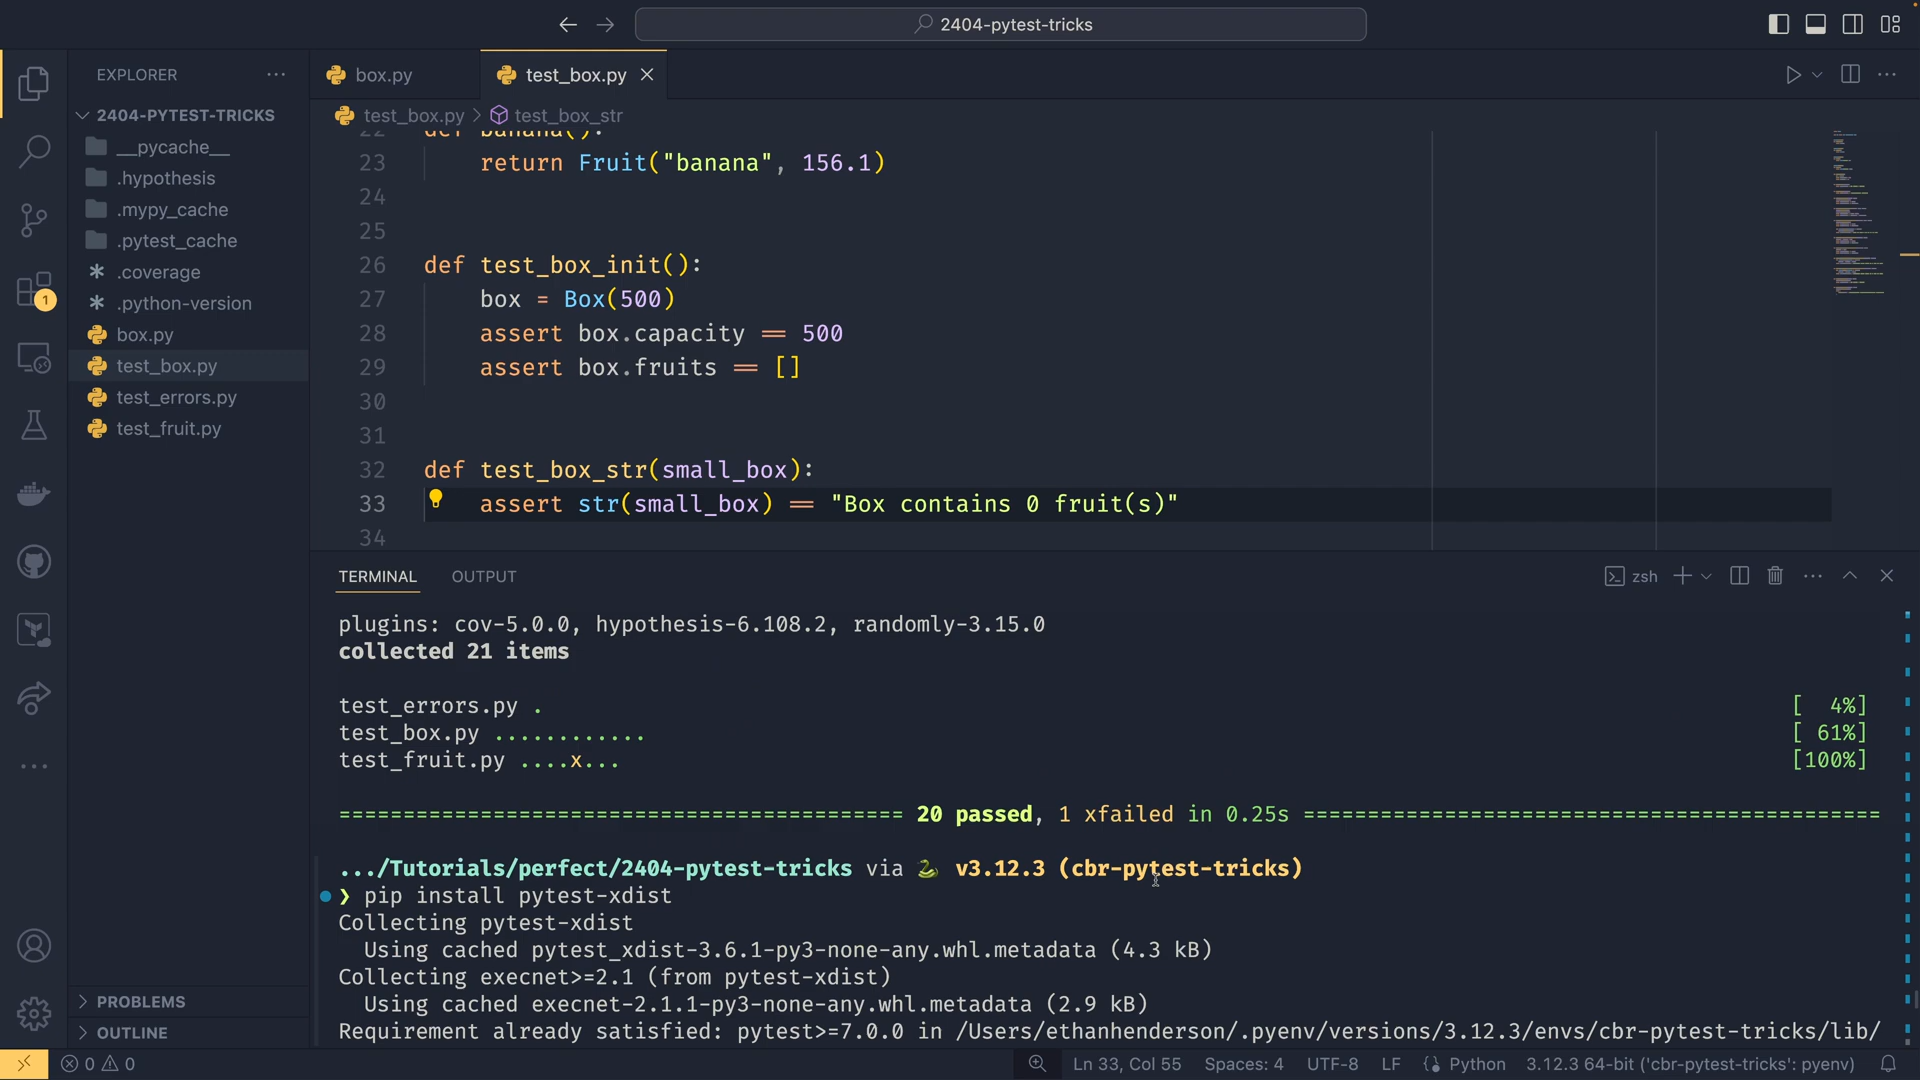 2404-pytest-tricks
EXPLORER
box.py
test_box.py
test_box.py > test_box_str
2404-PYTEST-TRICKS
__pycache__
.hypothesis
.mypy_cache
.pytest_cache
.coverage
.python-version
box.py
test_box.py
test_errors.py
test_fruit.py
PROBLEMS
OUTLINE
1
22 def banana():
23 return Fruit("banana", 156.1)
24
25
26 def test_box_init():
27 box = Box(500)
28 assert box.capacity == 500
29 assert box.fruits == []
30
31
32 def test_box_str(small_box):
33 assert str(small_box) == "Box contains 0 fruit(s)"
34
TERMINAL OUTPUT
zsh
plugins: cov-5.0.0, hypothesis-6.108.2, randomly-3.15.0
collected 21 items
test_errors.py . [ 4%]
test_box.py ............ [ 61%]
test_fruit.py ....x... [100%]
============================================ 20 passed, 1 xfailed in 0.25s =============================================
.../Tutorials/perfect/2404-pytest-tricks via 🐍 v3.12.3 (cbr-pytest-tricks)
❯ pip install pytest-xdist
Collecting pytest-xdist
Using cached pytest_xdist-3.6.1-py3-none-any.whl.metadata (4.3 kB)
Collecting execnet>=2.1 (from pytest-xdist)
Using cached execnet-2.1.1-py3-none-any.whl.metadata (2.9 kB)
Requirement already satisfied: pytest>=7.0.0 in /Users/ethanhenderson/.pyenv/versions/3.12.3/envs/cbr-pytest-tricks/lib/
0 0
Ln 33, Col 55 Spaces: 4 UTF-8 LF Python 3.12.3 64-bit ('cbr-pytest-tricks': pyenv)